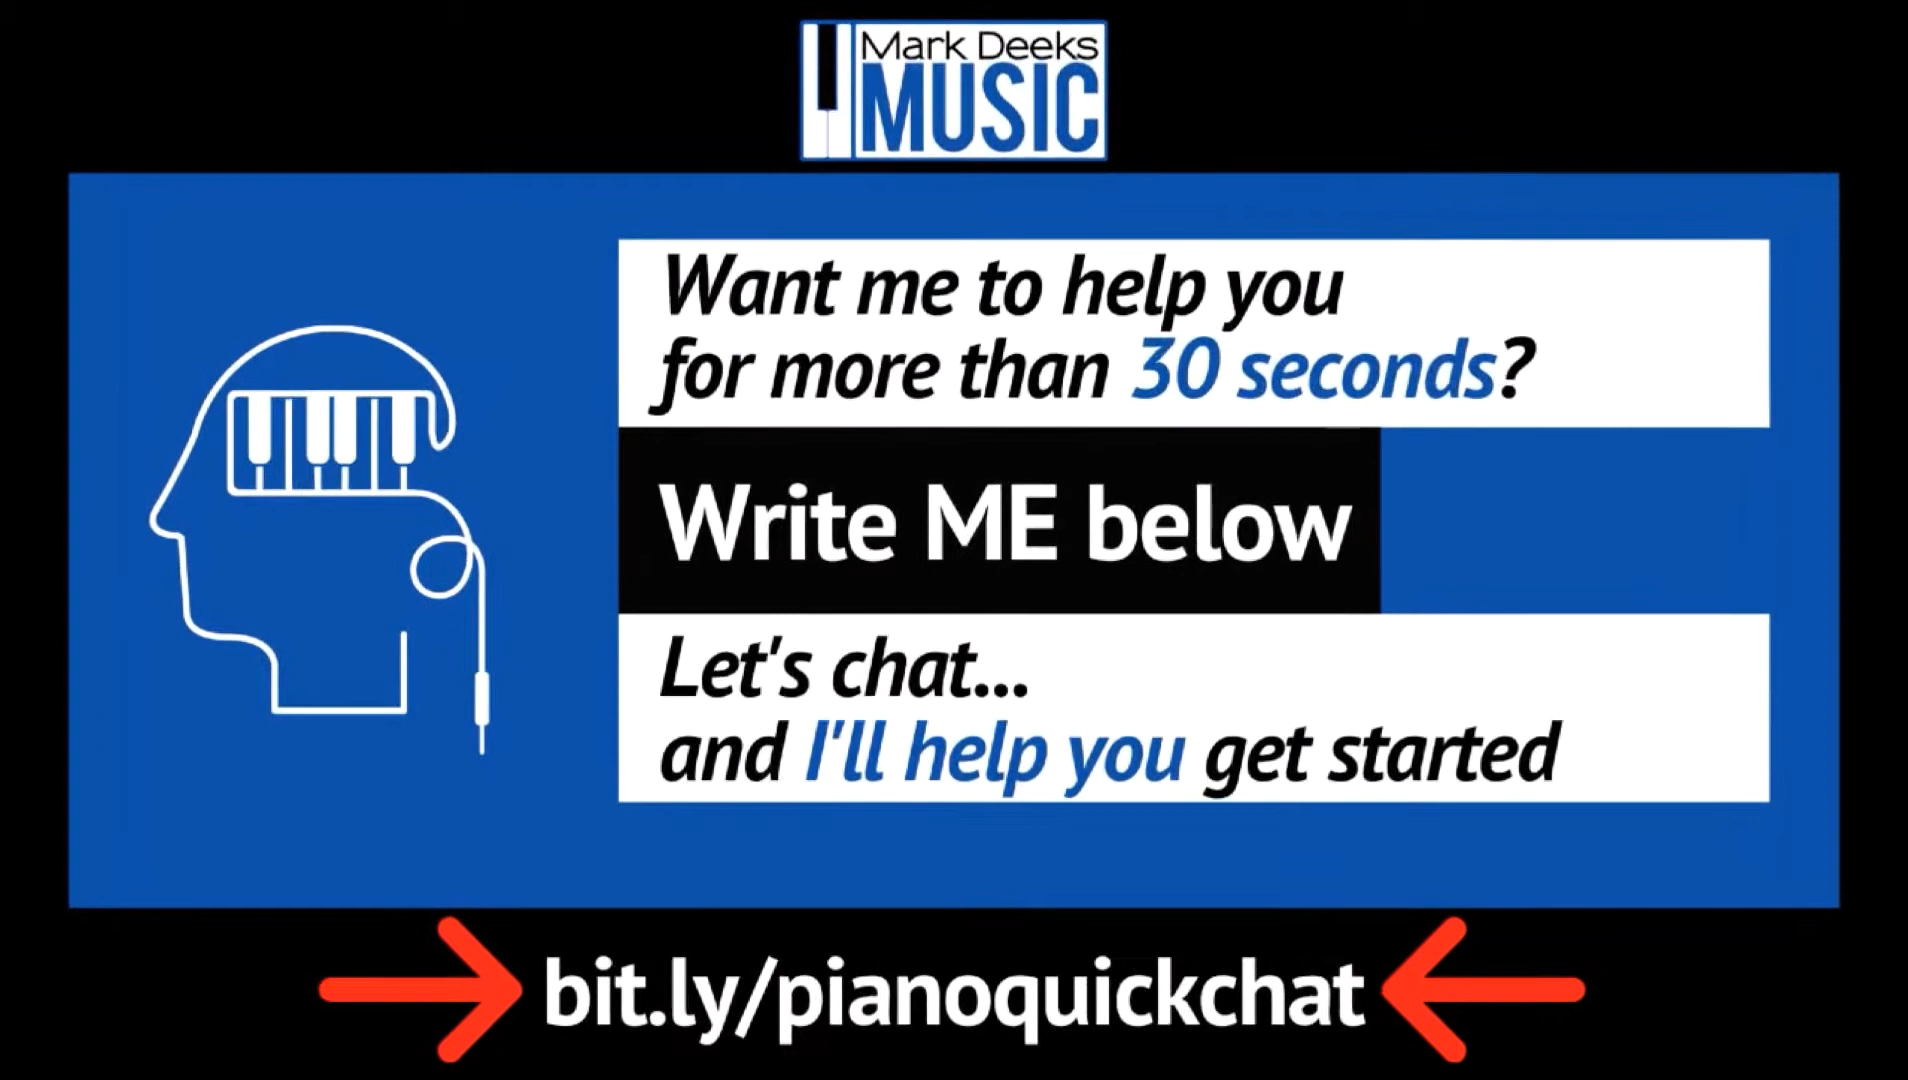 Mark Deeks
MUSIC
Want me to help you
for more than 30 seconds?
Write ME below
Let's chat...
and I'll help you get started
bit.ly/pianoquickchat